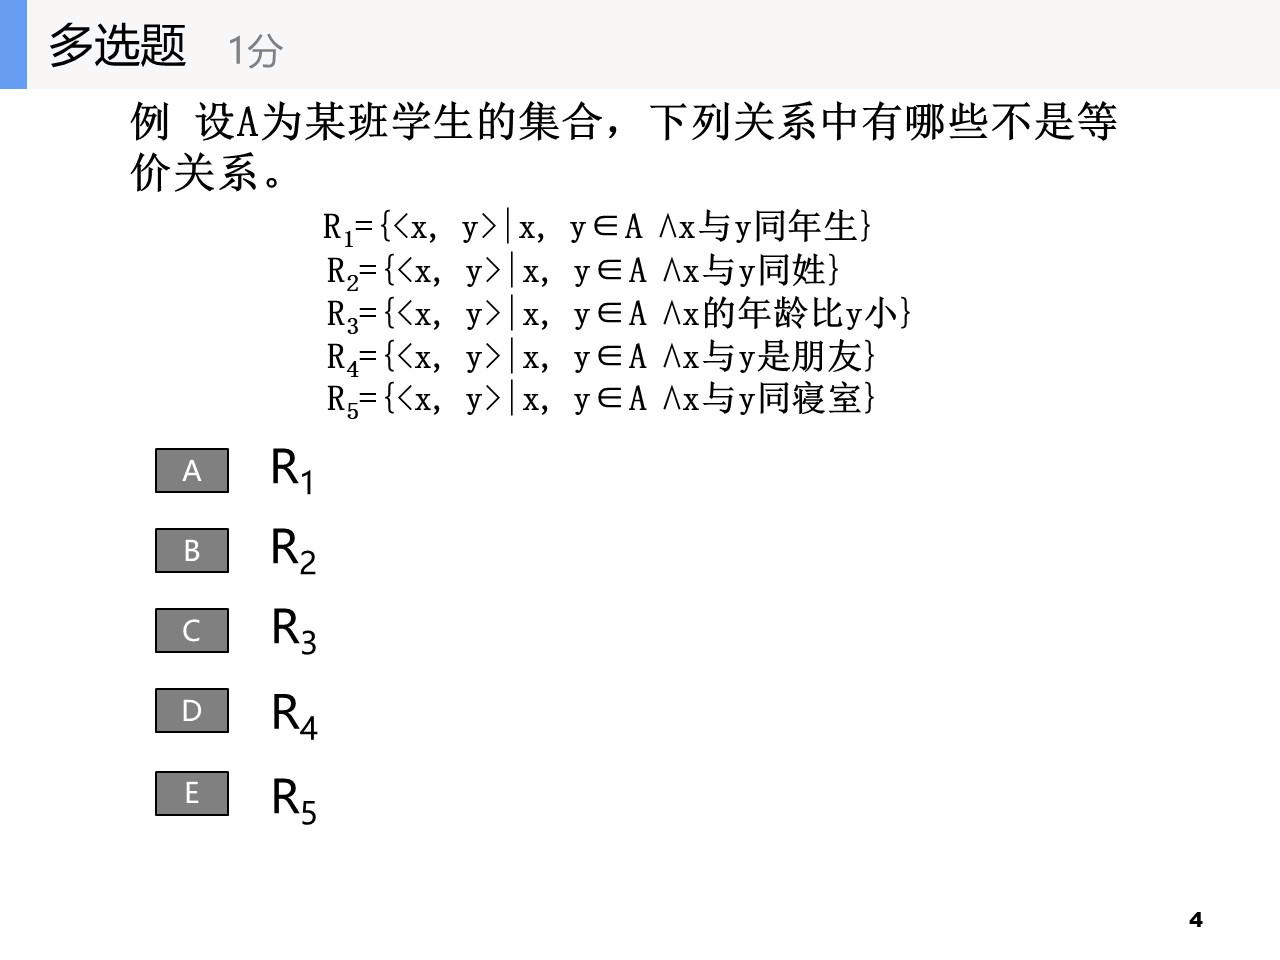 多选题 1分
例 设A为某班学生的集合，下列关系中有哪些不是等
价关系。
R₁={<x, y>|x, y∈A ∧x与y同年生}
R₂={<x, y>|x, y∈A ∧x与y同姓}
R₃={<x, y>|x, y∈A ∧x的年龄比y小}
R₄={<x, y>|x, y∈A ∧x与y是朋友}
R₅={<x, y>|x, y∈A ∧x与y同寝室}
A R₁
B R₂
C R₃
D R₄
E R₅
4